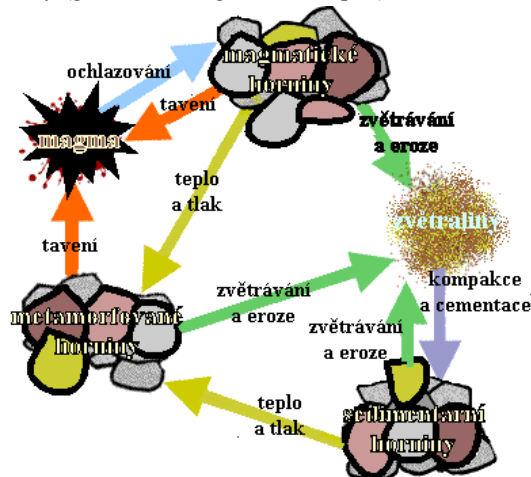 magmatické
horniny
ochlazování
tavení
magma
zvětrávání
a eroze
teplo
a tlak
zvětraliny
tavení
kompakce
a cementace
zvětrávání
a eroze
metamorfované
horniny
zvětrávání
a eroze
teplo
a tlak
sedimentarní
horniny